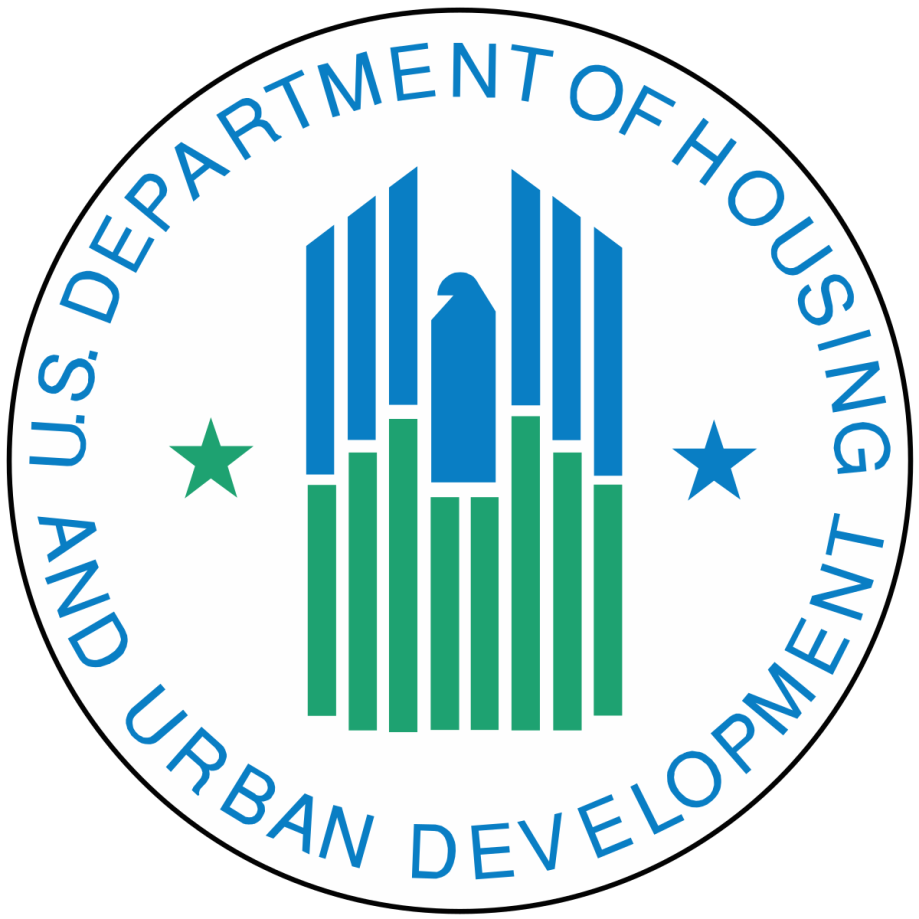 U.S. DEPARTMENT OF HOUSING
AND URBAN DEVELOPMENT